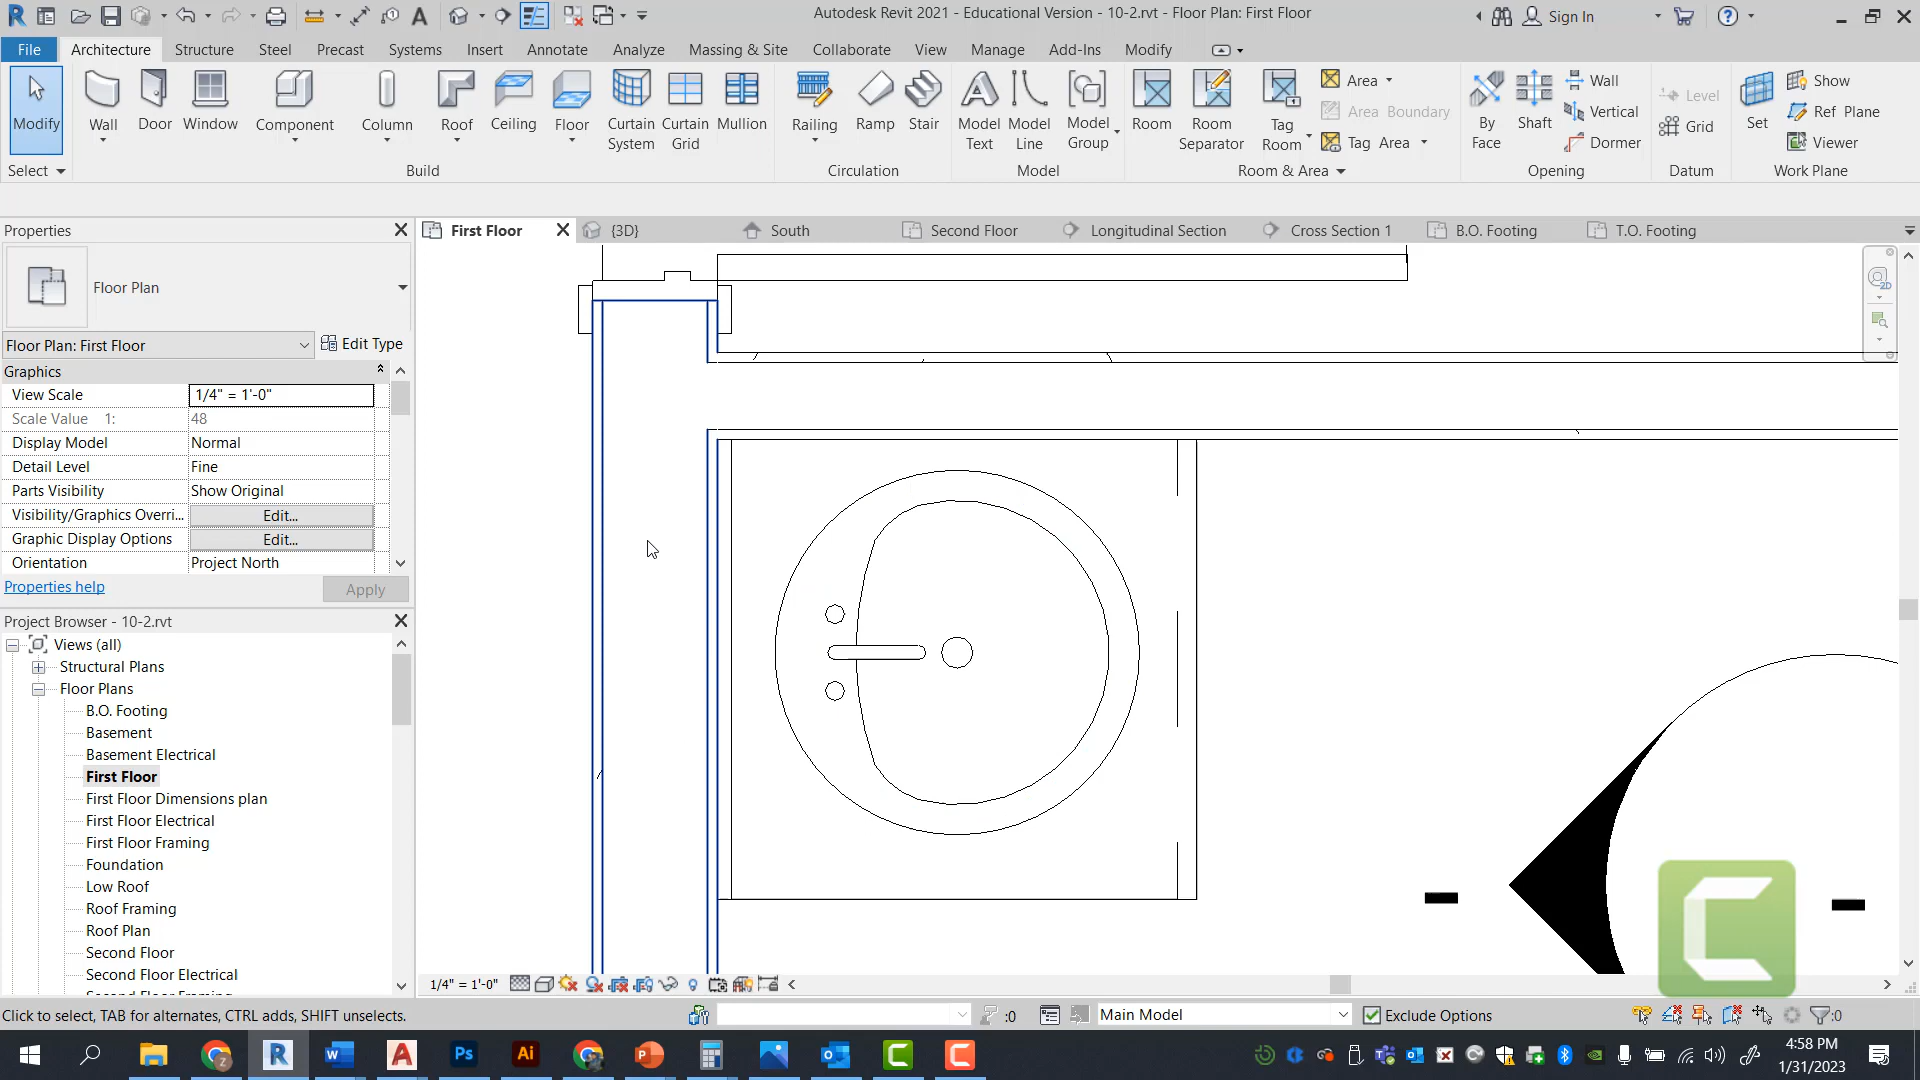 Autodesk Revit 2021 - Educational Version - 10-2.rvt - Floor Plan: First Floor
Sign In
File Architecture Structure Steel Precast Systems Insert Annotate Analyze Massing & Site Collaborate View Manage Add-Ins Modify
Modify
Wall
Door
Window
Component
Column
Roof
Ceiling
Floor
Curtain System
Curtain Grid
Mullion
Railing
Ramp
Stair
Model Text
Model Line
Model Group
Room
Room Separator
Tag Room
Area
Area Boundary
Tag Area
By Face
Shaft
Wall
Vertical
Dormer
Level
Grid
Set
Show
Ref Plane
Viewer
Select Build Circulation Model Room & Area Opening Datum Work Plane
Properties
First Floor {3D} South Second Floor Longitudinal Section Cross Section 1 B.O. Footing T.O. Footing
Floor Plan
Floor Plan: First Floor Edit Type
Graphics
View Scale 1/4" = 1'-0"
Scale Value 1: 48
Display Model Normal
Detail Level Fine
Parts Visibility Show Original
Visibility/Graphics Overri... Edit...
Graphic Display Options Edit...
Orientation Project North
Properties help Apply
Project Browser - 10-2.rvt
Views (all)
Structural Plans
Floor Plans
B.O. Footing
Basement
Basement Electrical
First Floor
First Floor Dimensions plan
First Floor Electrical
First Floor Framing
Foundation
Low Roof
Roof Framing
Roof Plan
Second Floor
Second Floor Electrical
1/4" = 1'-0"
Click to select, TAB for alternates, CTRL adds, SHIFT unselects.
:0
Main Model
Exclude Options
:0
4:58 PM
1/31/2023